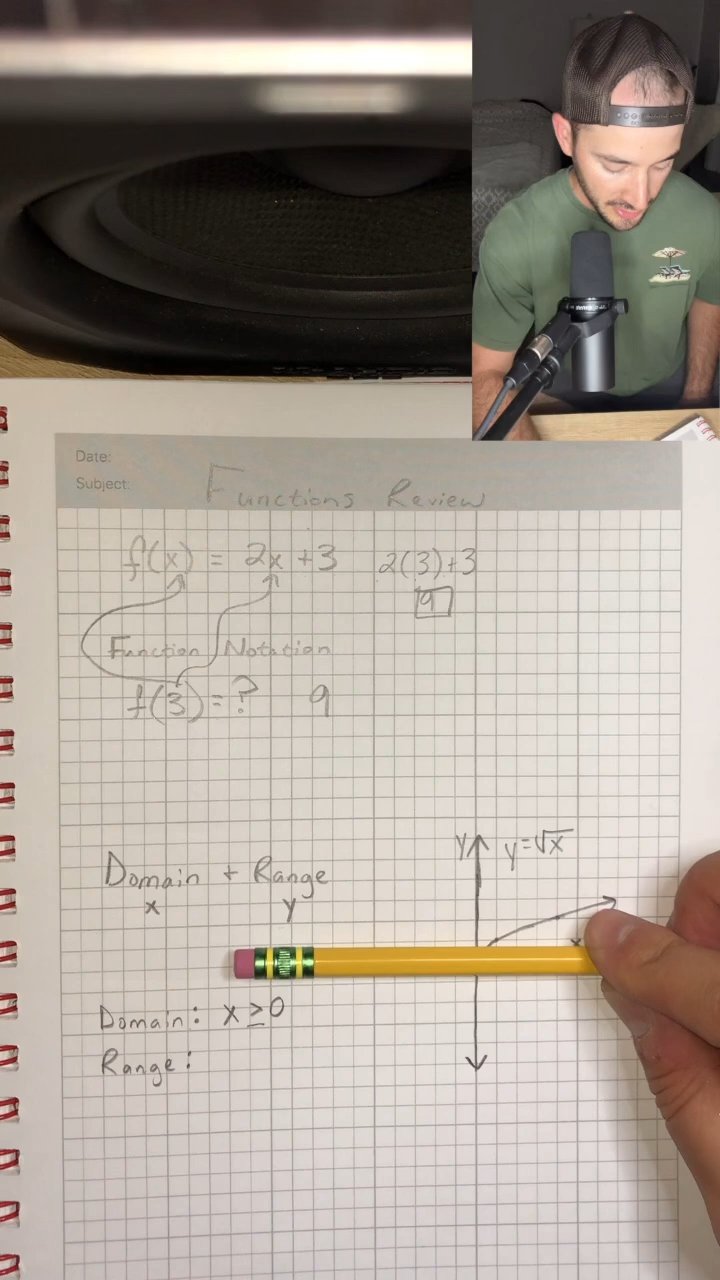 Date:
Subject: Functions Review
f(x) = 2x + 3 2(3)+3
9
Function Notation
f(3) = ? 9
y y=√x
Domain + Range
x y
x
Domain: x ≥ 0
Range: